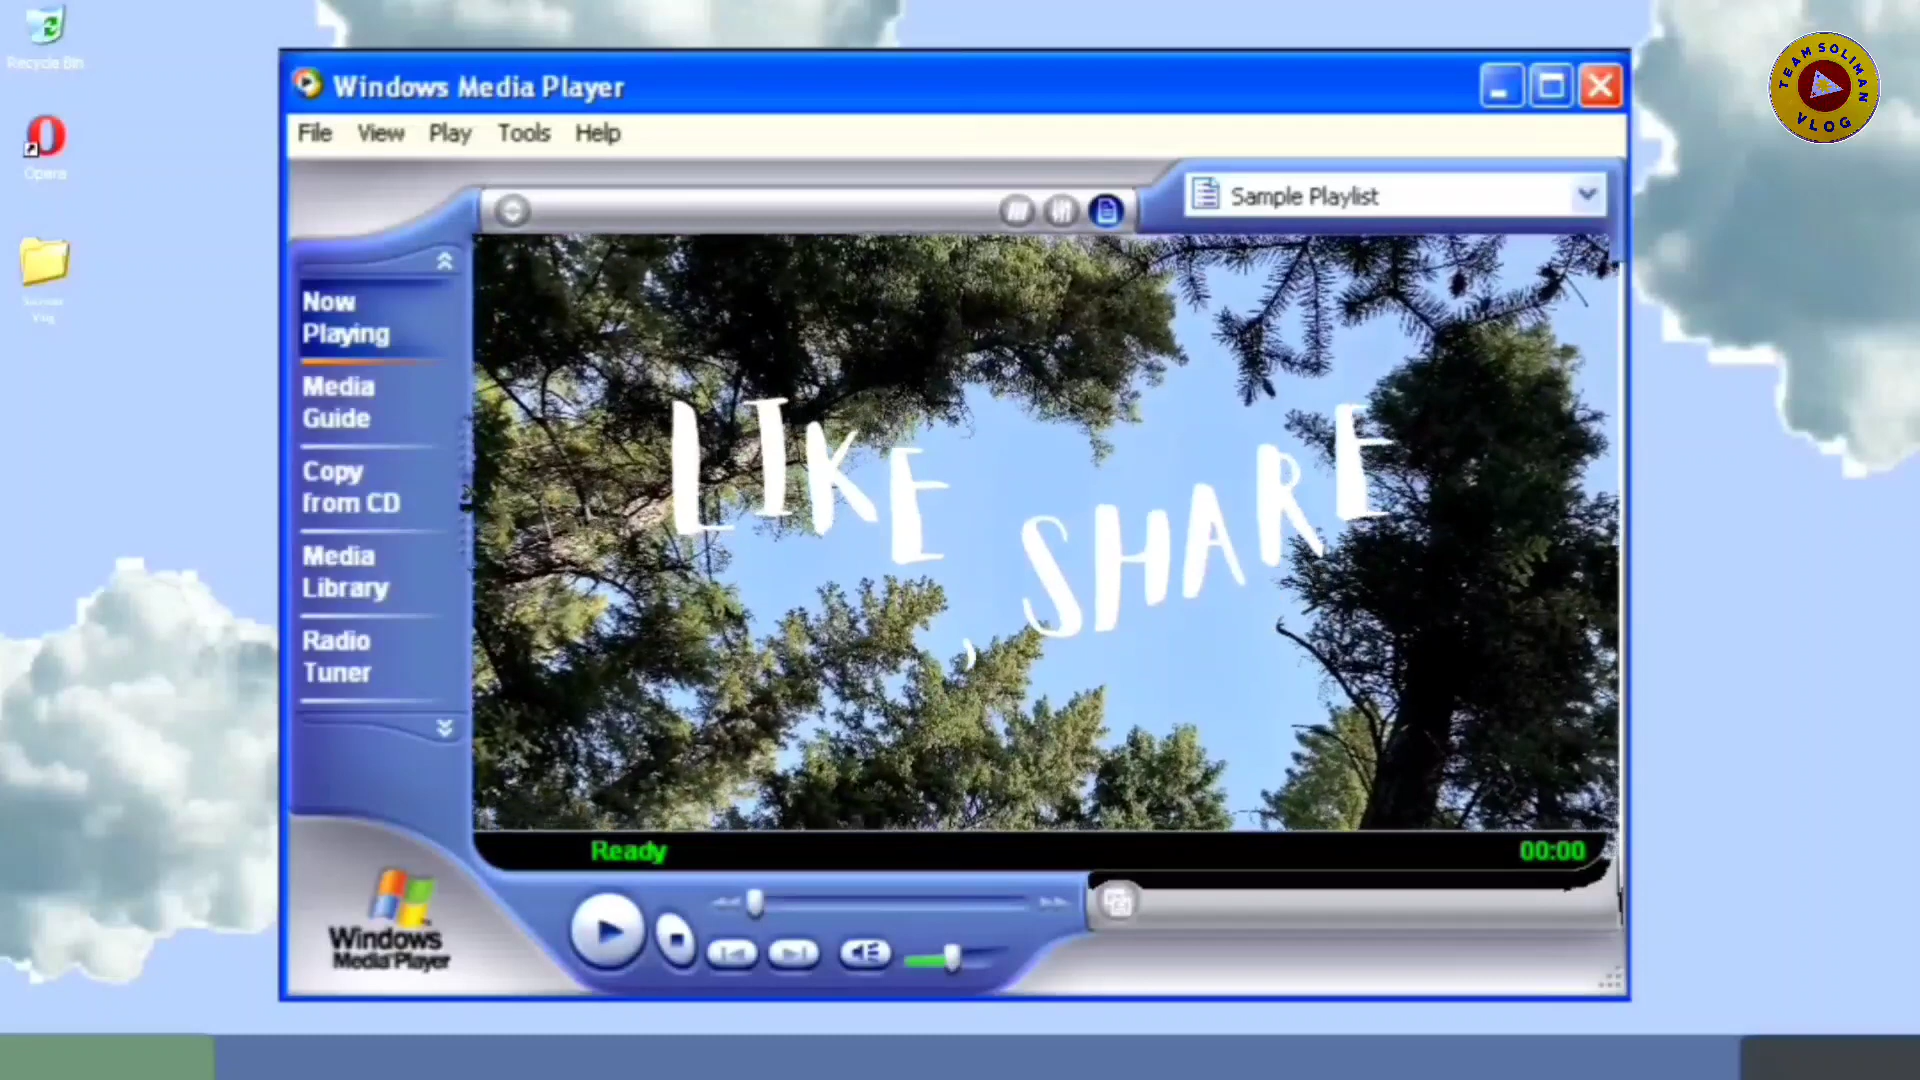 Recycle Bin
Opera
Vlog
Windows Media Player
File View Play Tools Help
Sample Playlist
Now
Playing
Media
Guide
Copy
from CD
Media
Library
Radio
Tuner
LIKE, SHARE
Ready
00:00
Windows
Media Player
TEAM SOLIMAN
VLOG